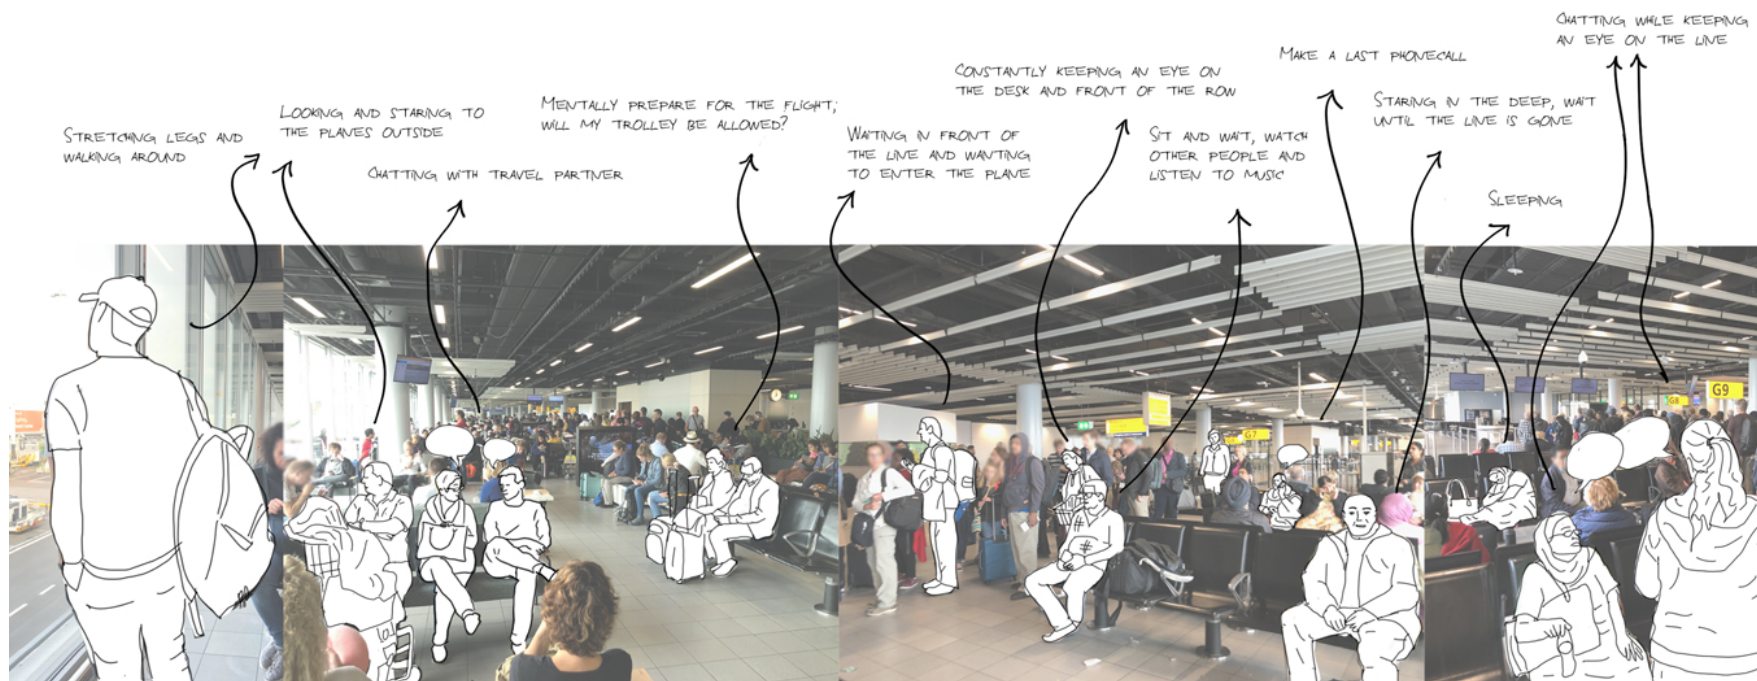 STRETCHING LEGS AND
WALKING AROUND
LOOKING AND STARING TO
THE PLANES OUTSIDE
CHATTING WITH TRAVEL PARTNER
MENTALLY PREPARE FOR THE FLIGHT;
WILL MY TROLLEY BE ALLOWED?
WAITING IN FRONT OF
THE LINE AND WANTING
TO ENTER THE PLANE
CONSTANTLY KEEPING AN EYE ON
THE DESK AND FRONT OF THE ROW
SIT AND WAIT, WATCH
OTHER PEOPLE AND
LISTEN TO MUSIC
MAKE A LAST PHONECALL
STARING IN THE DEEP, WAIT
UNTIL THE LINE IS GONE
SLEEPING
CHATTING WHILE KEEPING
AN EYE ON THE LINE
G7
G8
G9